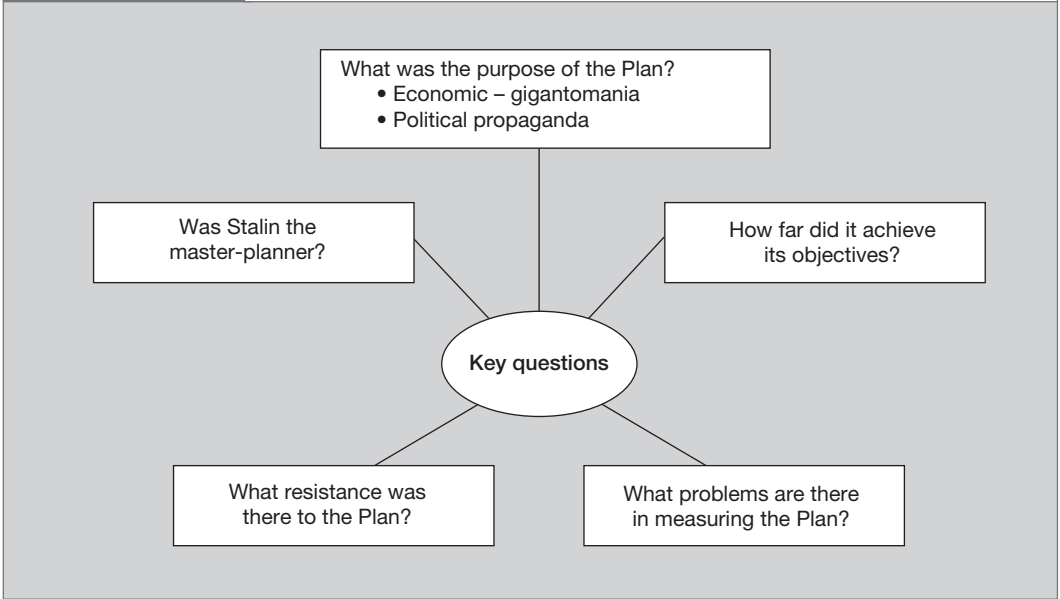 What was the purpose of the Plan?
• Economic – gigantomania
• Political propaganda
Was Stalin the
master-planner?
How far did it achieve
its objectives?
Key questions
What resistance was
there to the Plan?
What problems are there
in measuring the Plan?